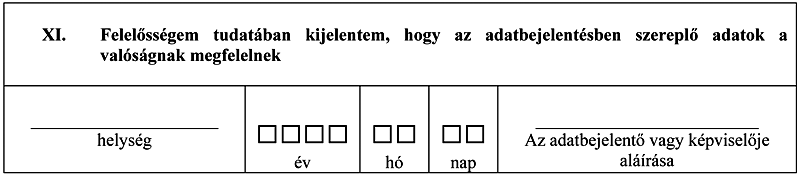 XI. Felelősségem tudatában kijelentem, hogy az adatbejelentésben szereplő adatok a
valóságnak megfelelnek
helység
év
hó
nap
Az adatbejelentő vagy képviselője
aláírása